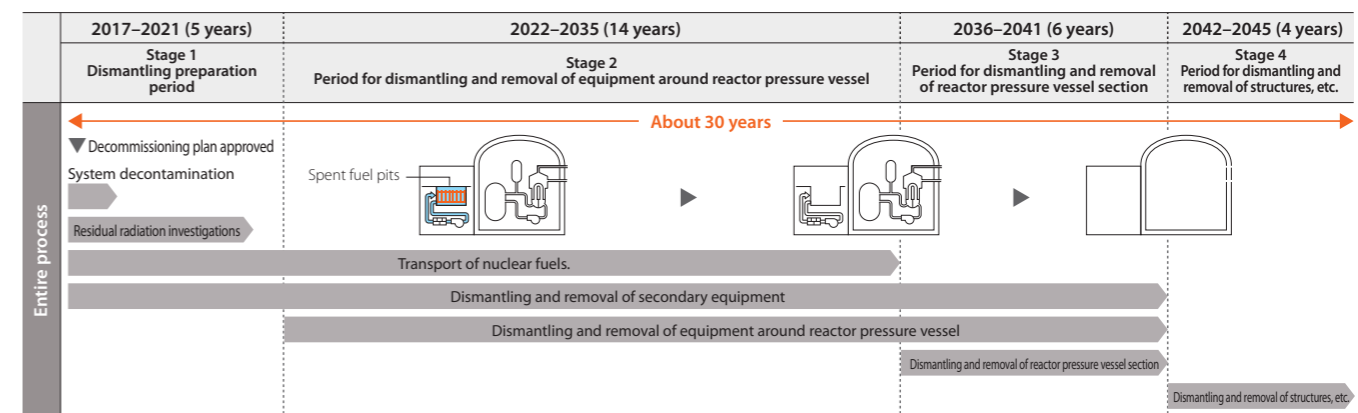 2017–2021 (5 years)
2022–2035 (14 years)
2036–2041 (6 years)
2042–2045 (4 years)
Stage 1
Dismantling preparation
period
Stage 2
Period for dismantling and removal of equipment around reactor pressure vessel
Stage 3
Period for dismantling and removal
of reactor pressure vessel section
Stage 4
Period for dismantling and
removal of structures, etc.
Entire process
About 30 years
Decommissioning plan approved
System decontamination
Spent fuel pits
Residual radiation investigations
Transport of nuclear fuels.
Dismantling and removal of secondary equipment
Dismantling and removal of equipment around reactor pressure vessel
Dismantling and removal of reactor pressure vessel section
Dismantling and removal of structures, etc.